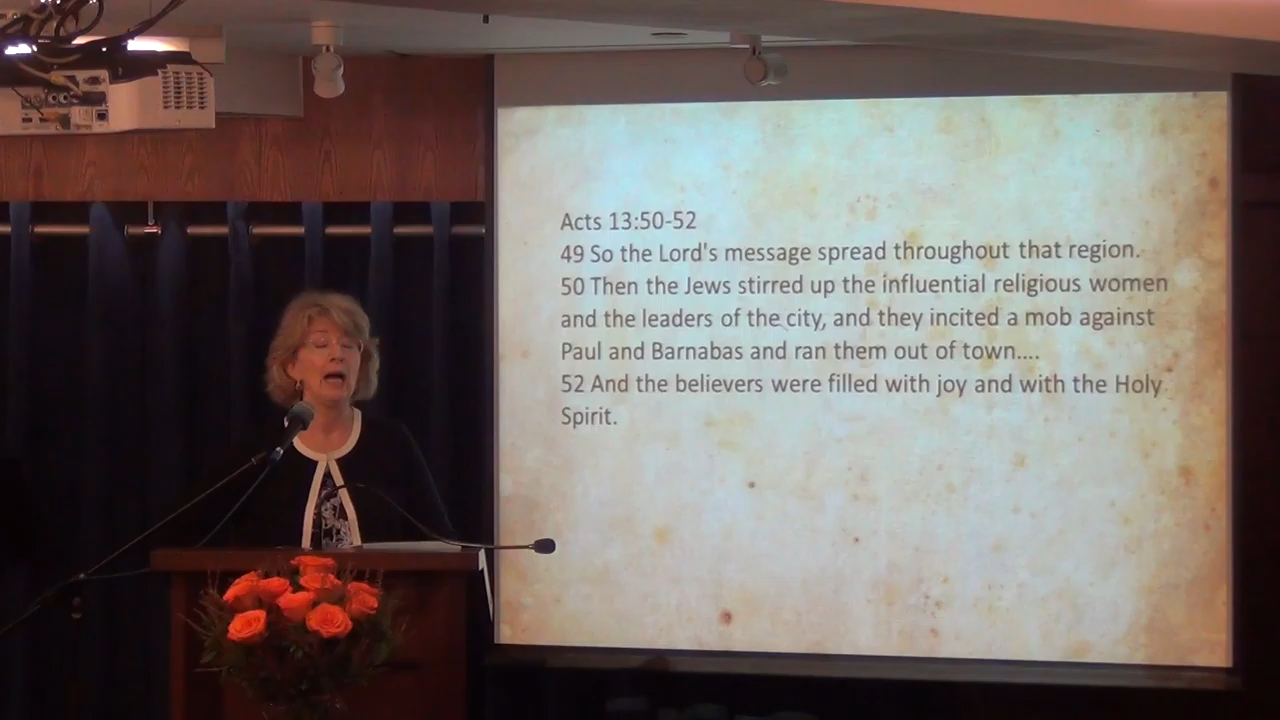 Acts 13:50-52
49 So the Lord's message spread throughout that region.
50 Then the Jews stirred up the influential religious women
and the leaders of the city, and they incited a mob against
Paul and Barnabas and ran them out of town....
52 And the believers were filled with joy and with the Holy
Spirit.